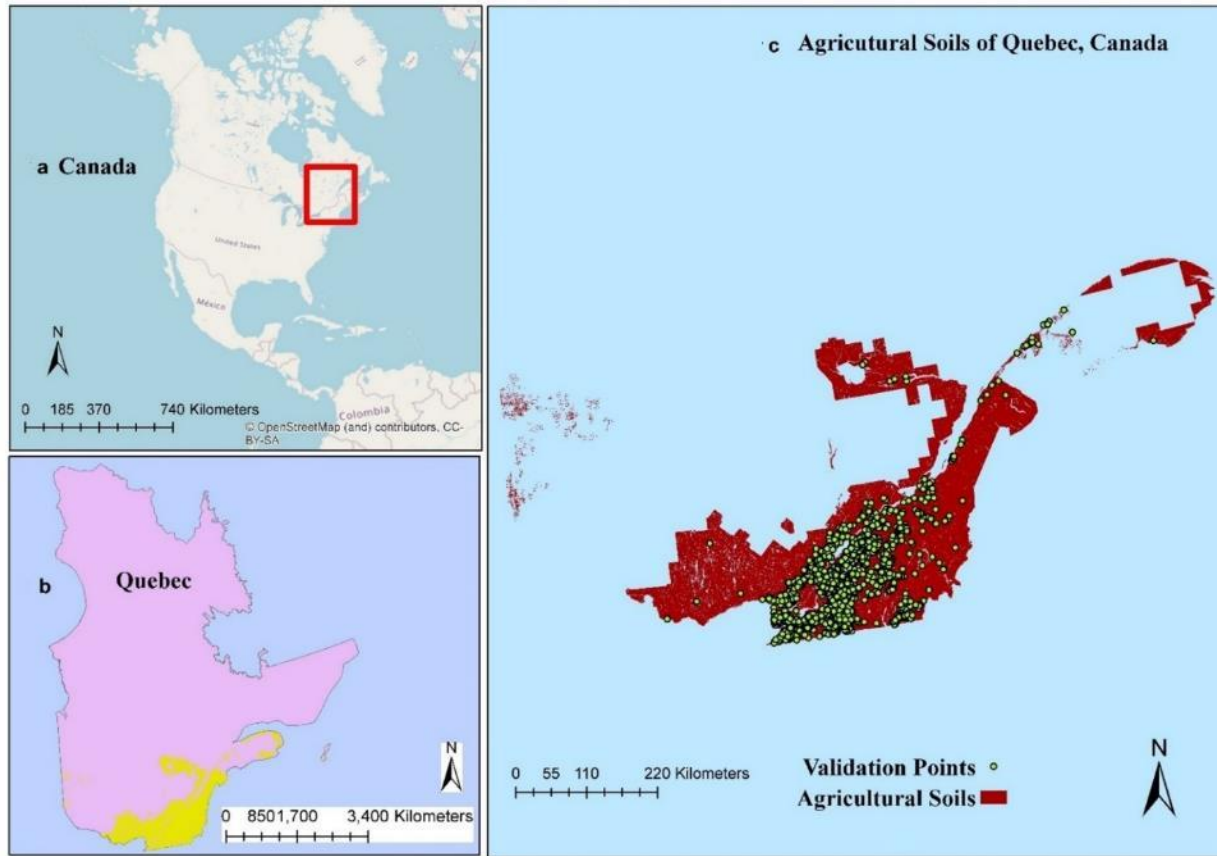 a Canada
United States
México
N
0 185 370 740 Kilometers
Colombia
© OpenStreetMap (and) contributors, CC-
BY-SA
b
Quebec
N
0 8501,700 3,400 Kilometers
c Agricutural Soils of Quebec, Canada
0 55 110 220 Kilometers
Validation Points
Agricultural Soils
N